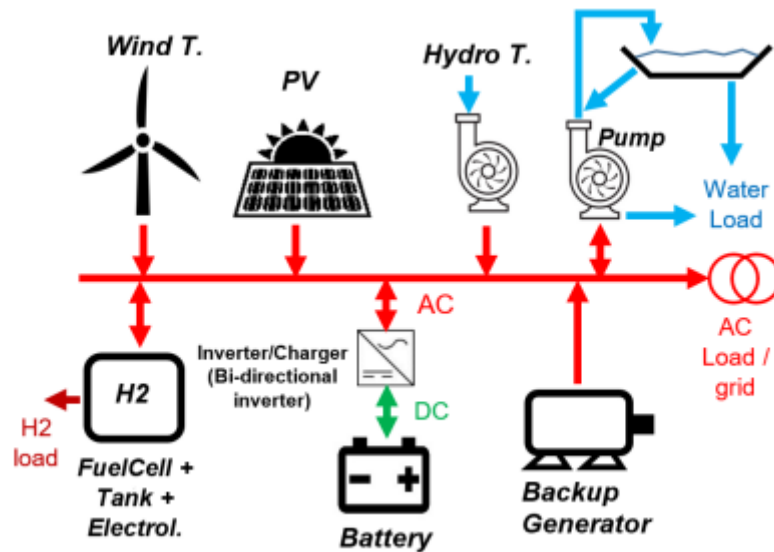 Wind T.
PV
Hydro T.
Pump
Water
Load
AC
AC
Load /
grid
Inverter/Charger
(Bi-directional
inverter)
DC
H2
H2
load
FuelCell +
Tank +
Electrol.
Battery
Backup
Generator